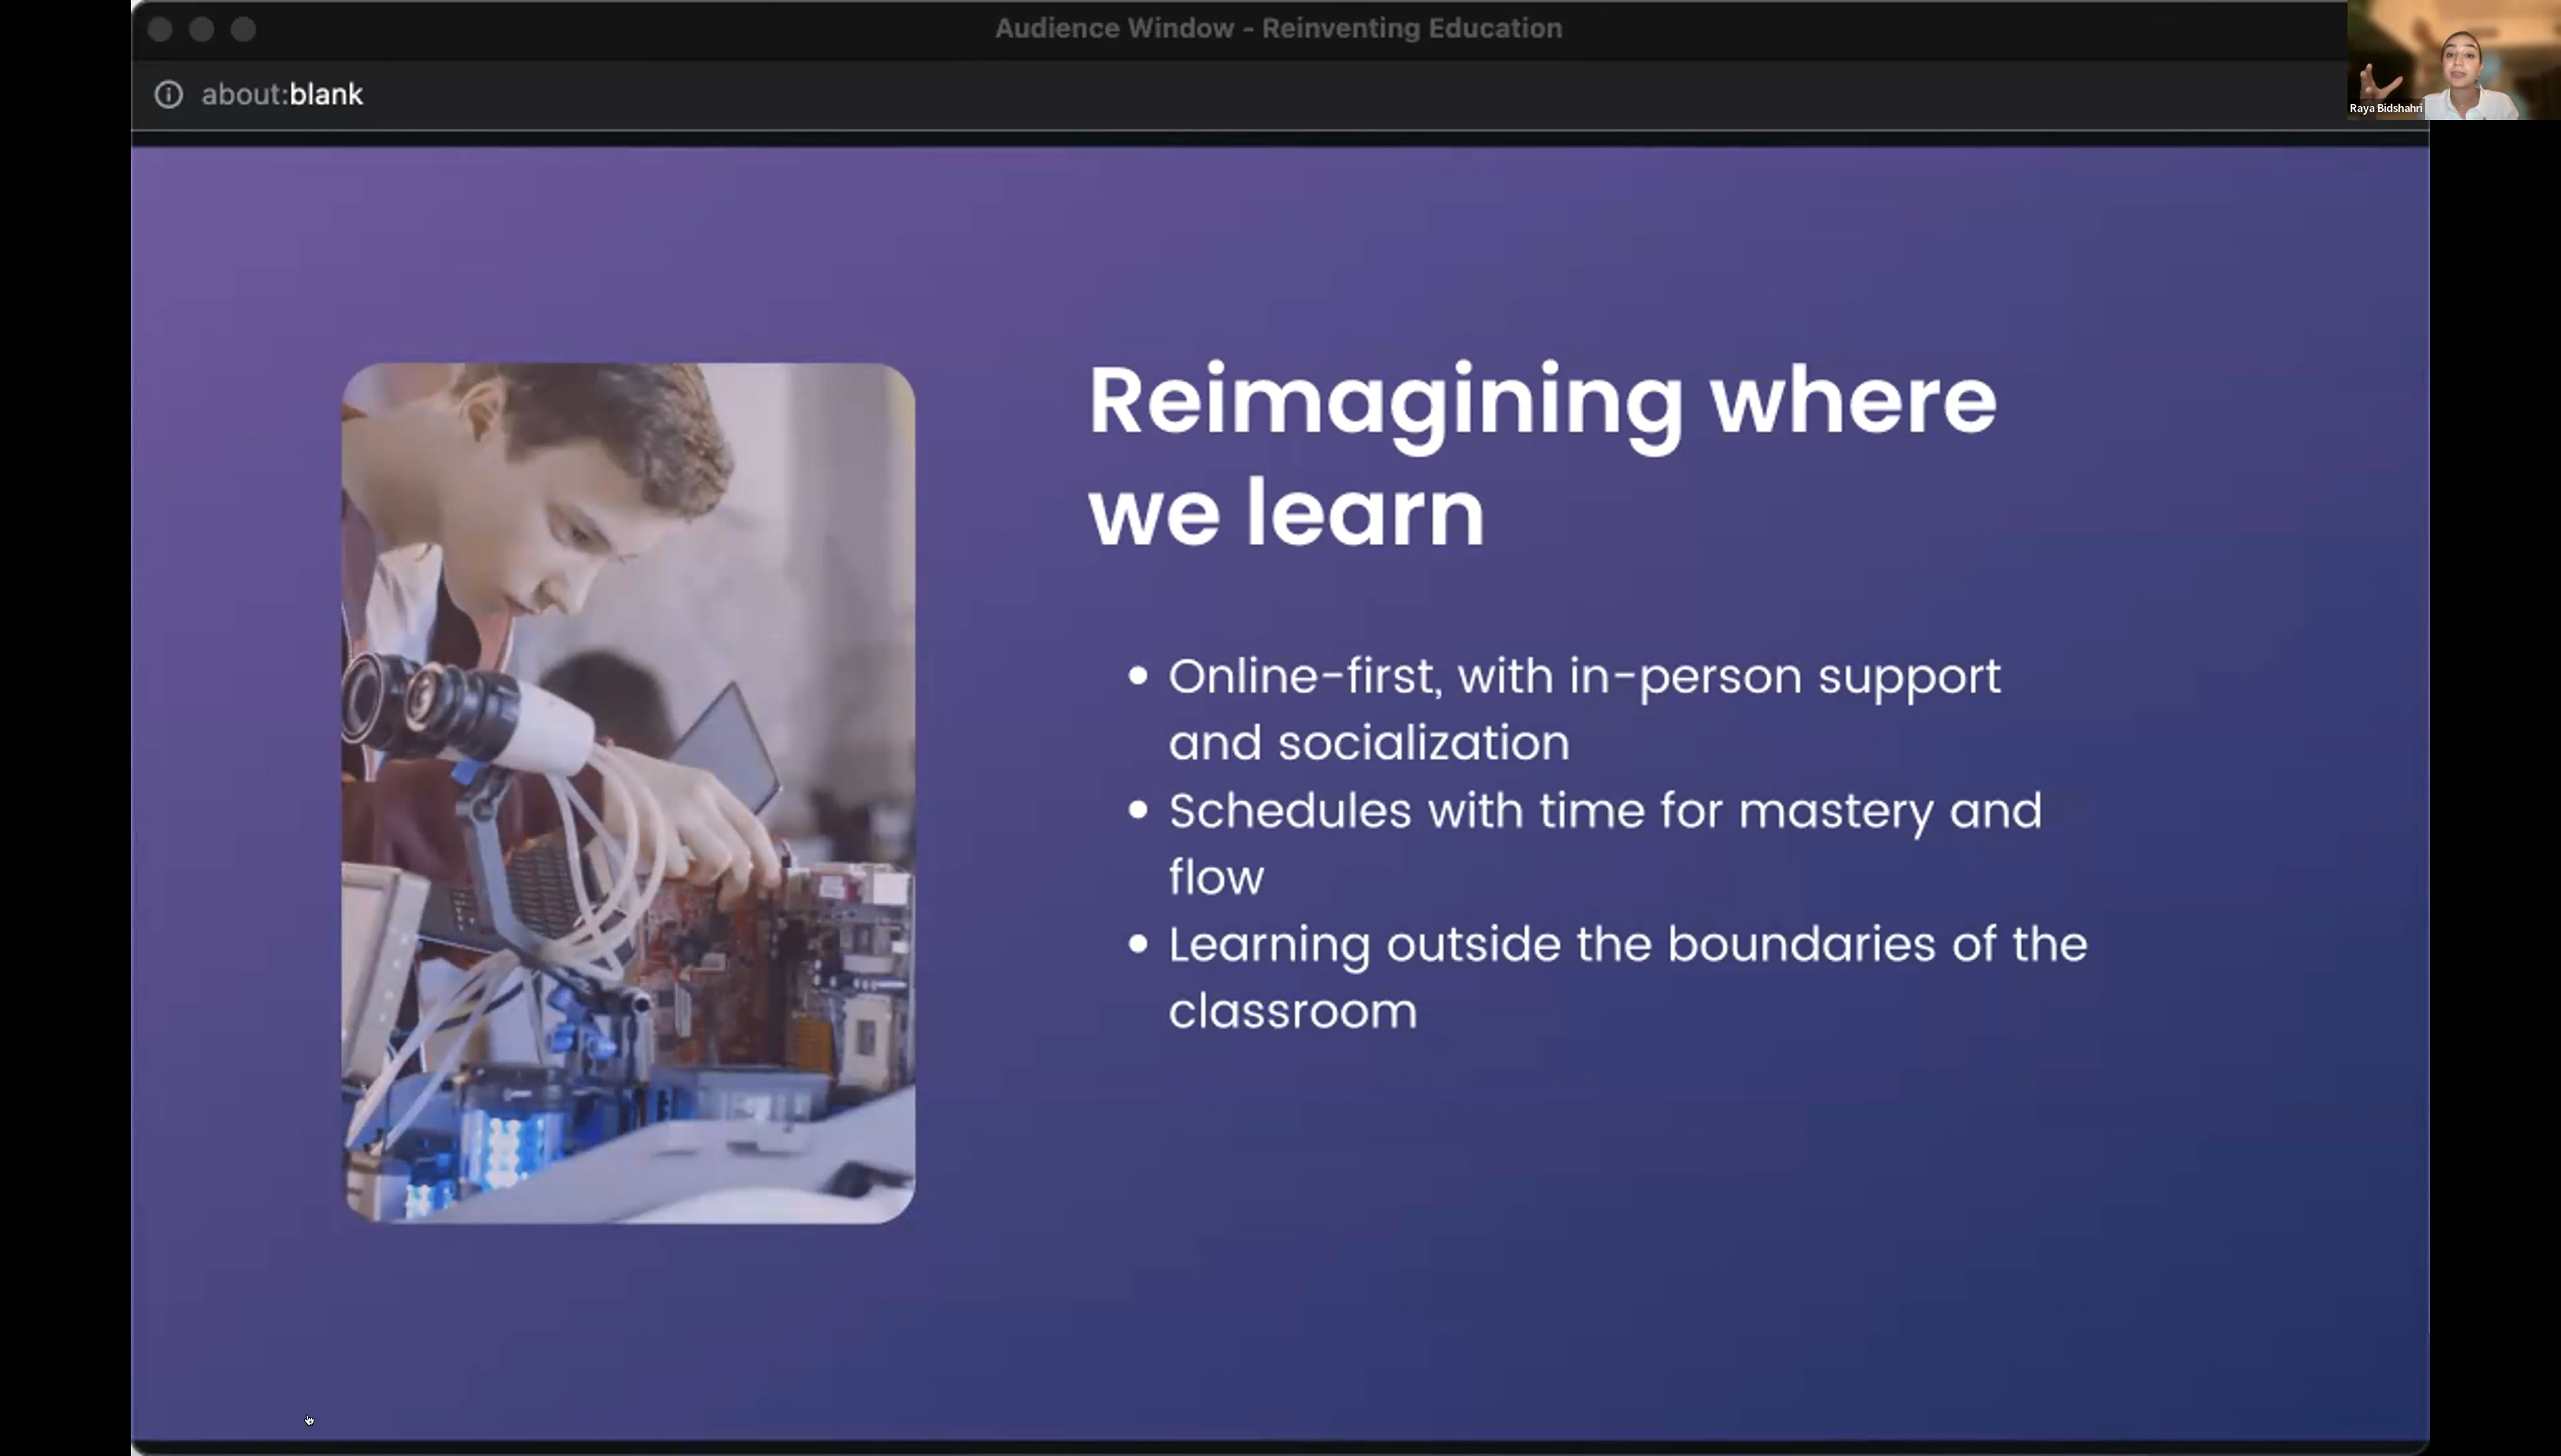 Audience Window - Reinventing Education
about:blank
Raya Bidshahri
Reimagining where
we learn
• Online-first, with in-person support
and socialization
• Schedules with time for mastery and
flow
• Learning outside the boundaries of the
classroom